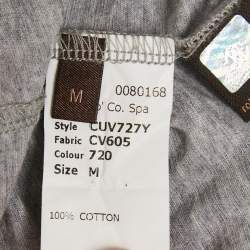 M
0080168
o' Co. Spa
Style CUV727Y
Fabric CV605
Colour 720
Size M
100% COTTON